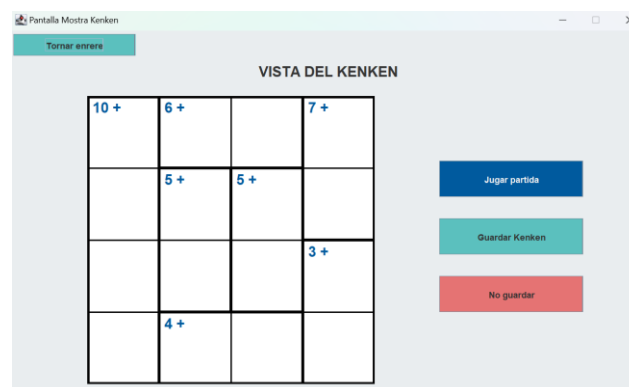 Pantalla Mostra Kenken
Tornar enrere
VISTA DEL KENKEN
10 + 6 + 7 +
5 + 5 +
Jugar partida
Guardar Kenken
3 +
No guardar
4 +